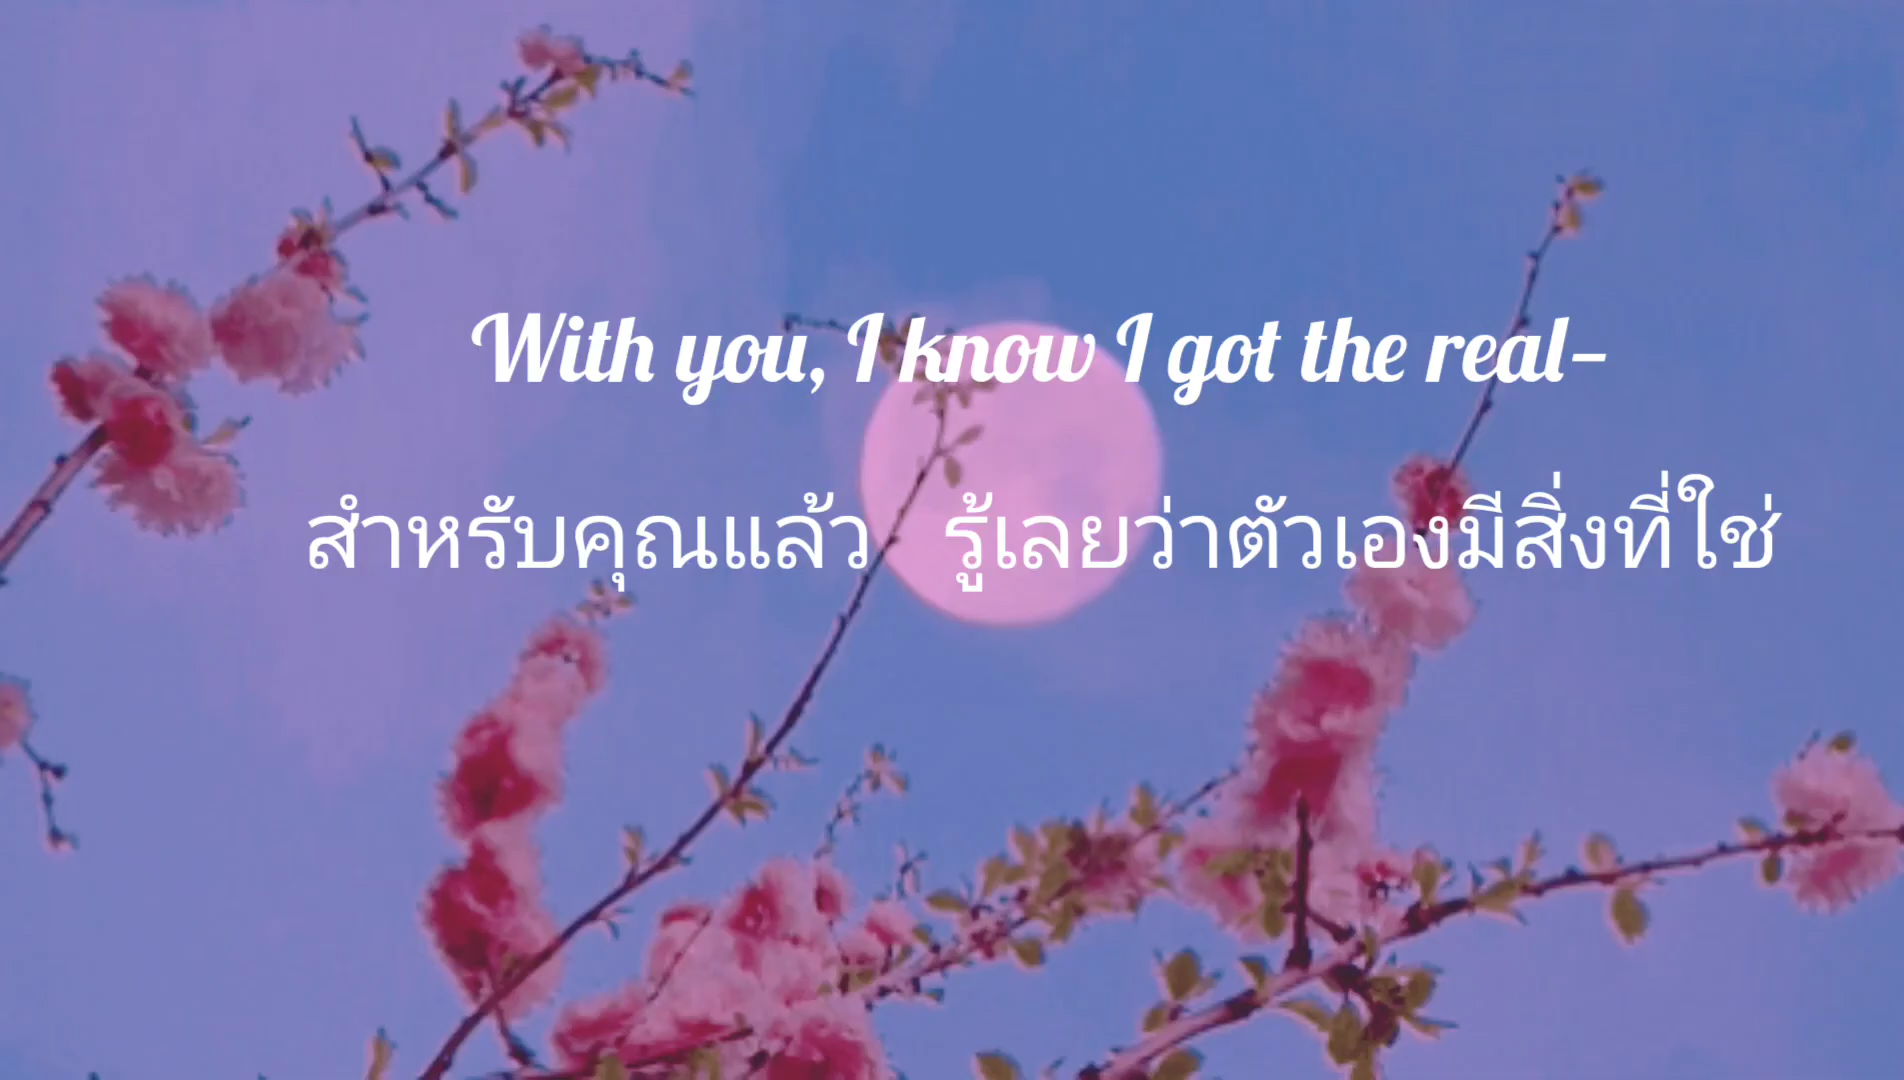 With you, I know I got the real-
สำหรับคุณแล้ว รู้เลยว่าตัวเองมีสิ่งที่ใช่